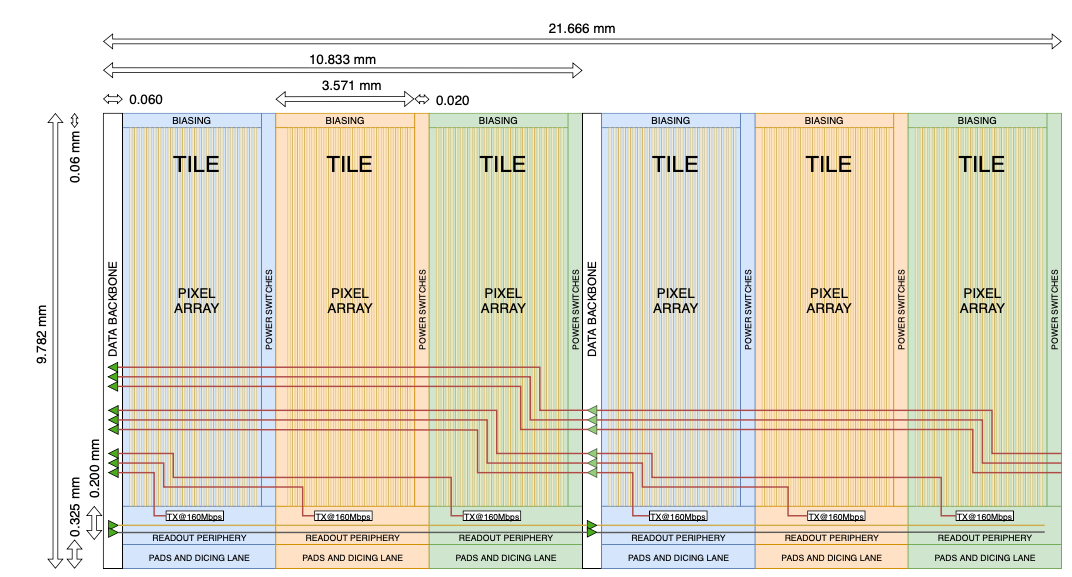 21.666 mm
10.833 mm
3.571 mm
0.060
0.020
BIASING BIASING BIASING BIASING BIASING BIASING
0.06 mm
TILE TILE TILE TILE TILE TILE
9.782 mm
DATA BACKBONE
PIXEL ARRAY
POWER SWITCHES
PIXEL ARRAY
POWER SWITCHES
PIXEL ARRAY
POWER SWITCHES
DATA BACKBONE
PIXEL ARRAY
POWER SWITCHES
PIXEL ARRAY
POWER SWITCHES
PIXEL ARRAY
POWER SWITCHES
0.200 mm
0.325 mm
TX@160Mbps TX@160Mbps TX@160Mbps TX@160Mbps TX@160Mbps TX@160Mbps
READOUT PERIPHERY READOUT PERIPHERY READOUT PERIPHERY READOUT PERIPHERY READOUT PERIPHERY READOUT PERIPHERY
PADS AND DICING LANE PADS AND DICING LANE PADS AND DICING LANE PADS AND DICING LANE PADS AND DICING LANE PADS AND DICING LANE